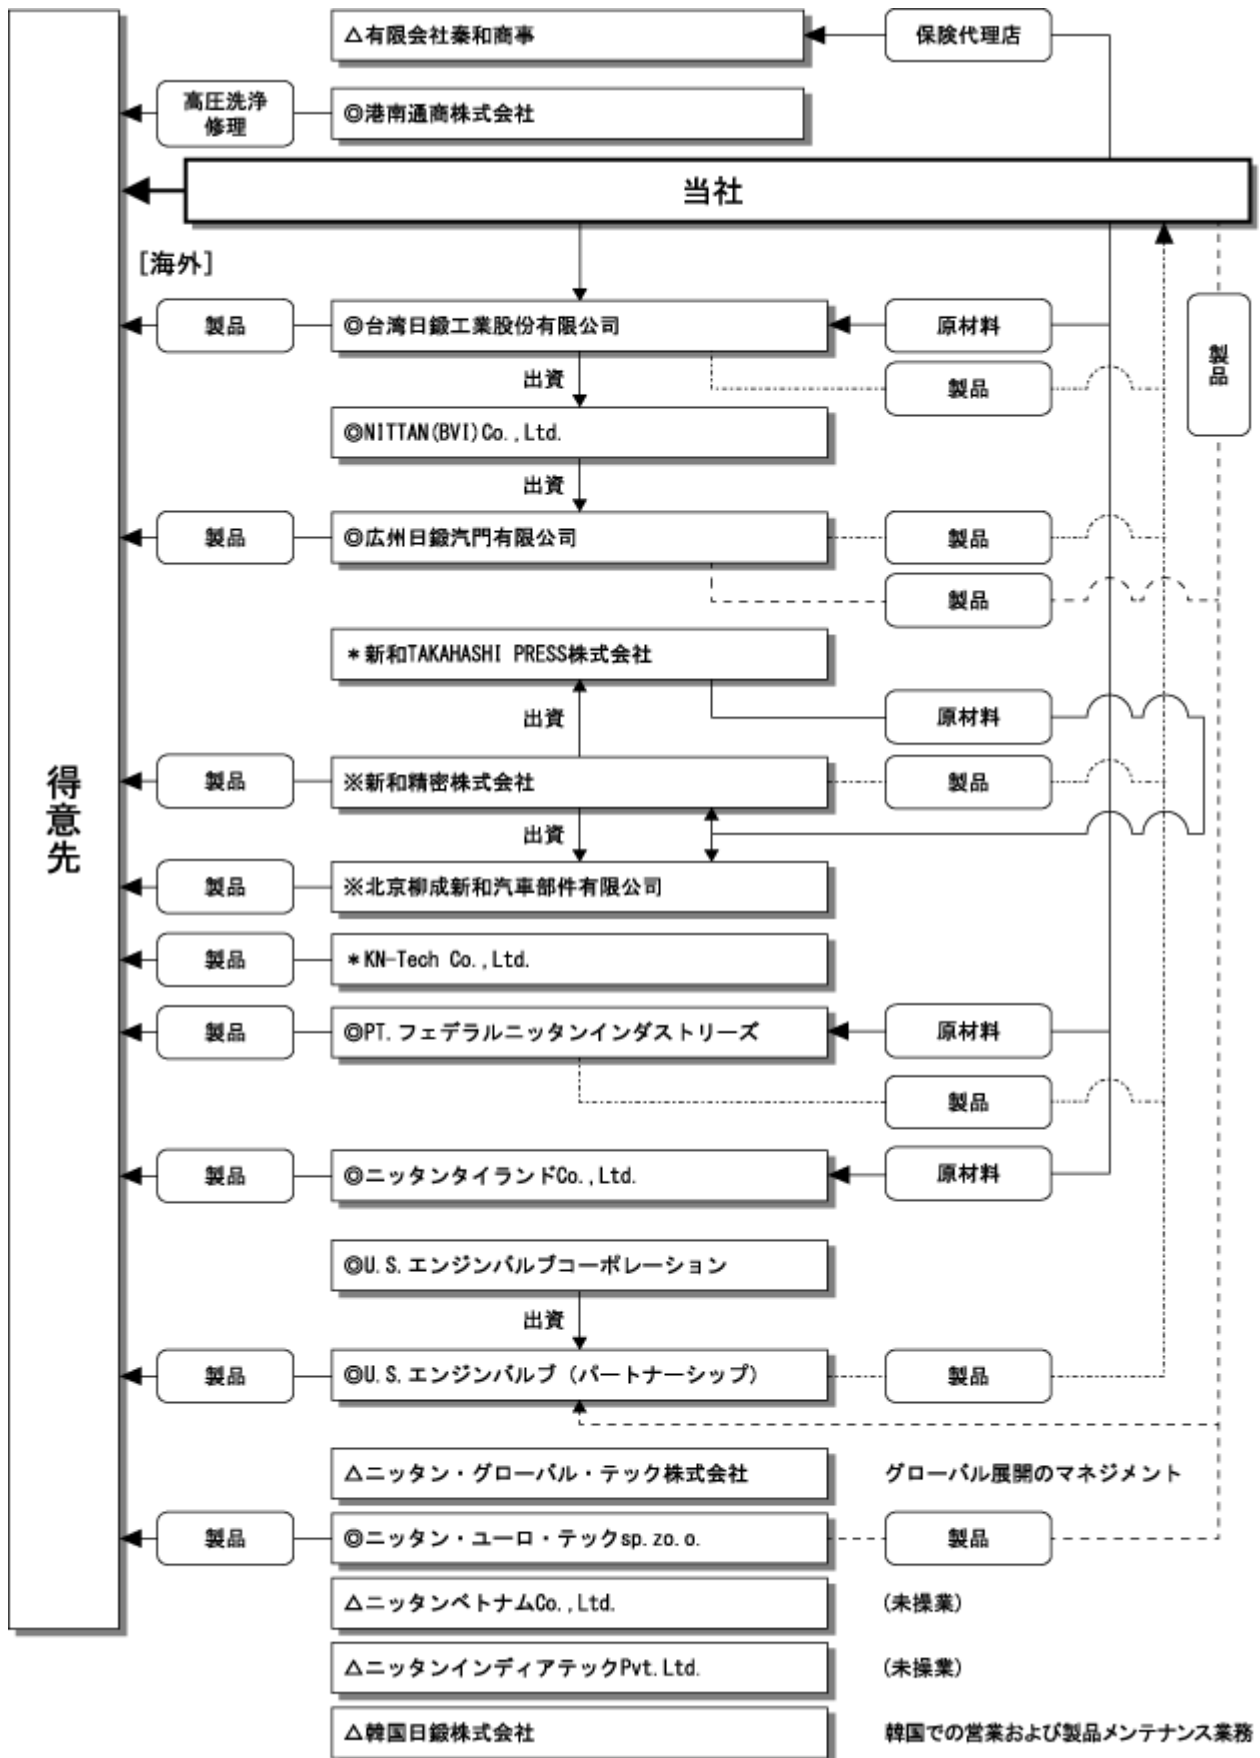 △有限会社秦和商事
保険代理店
高圧洗浄
修理
◎港南通商株式会社
当社
[海外]
製品
◎台湾日鍛工業股份有限公司
原材料
製品
出資
製品
◎NITTAN(BVI)Co.,Ltd.
出資
製品
◎広州日鍛汽門有限公司
製品
製品
＊新和TAKAHASHI PRESS株式会社
出資
原材料
得意先
製品
※新和精密株式会社
製品
出資
製品
※北京柳成新和汽車部件有限公司
製品
＊KN-Tech Co.,Ltd.
製品
◎PT.フェデラルニッタンインダストリーズ
原材料
製品
製品
◎ニッタンタイランドCo.,Ltd.
原材料
◎U.S.エンジンバルブコーポレーション
出資
製品
◎U.S.エンジンバルブ（パートナーシップ）
製品
△ニッタン・グローバル・テック株式会社
グローバル展開のマネジメント
製品
◎ニッタン・ユーロ・テックsp.zo.o.
製品
△ニッタンベトナムCo.,Ltd.
(未操業)
△ニッタンインディアテックPvt.Ltd.
(未操業)
△韓国日鍛株式会社
韓国での営業および製品メンテナンス業務